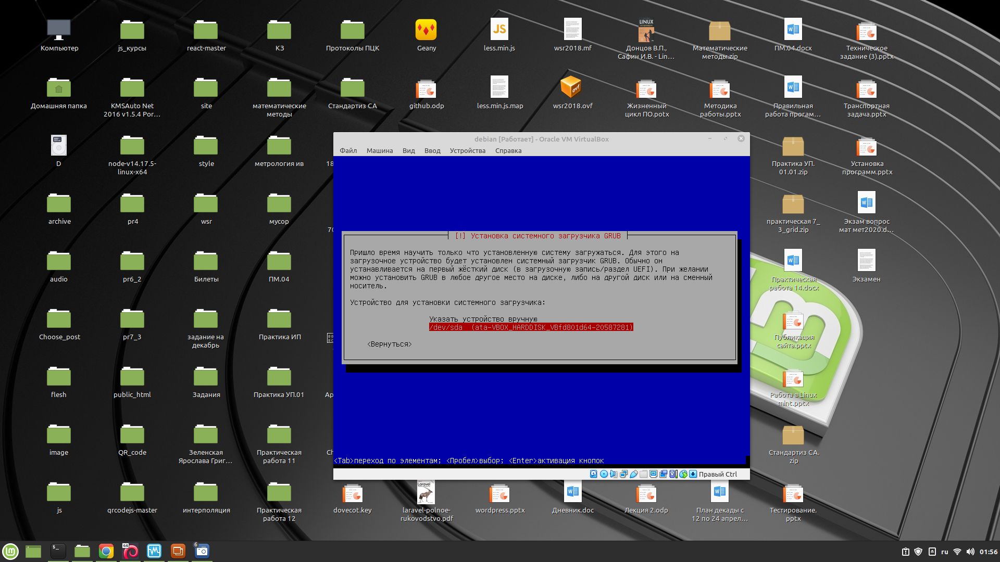 Компьютер
js_курсы
react-master
КЗ
Протоколы ПЦК
Geany
less.min.js
wsr2018.mf
LINUX
Донцов В.П.,
Сафин И.В. - Lin...
Математические
методы.zip
ПМ.04.docx
Техническое
задание (3).pptx
Домашняя папка
KMSAuto Net
2016 v1.5.4 Por...
site
математические
методы
Стандартиз СА
github.odp
less.min.js.map
ovf
wsr2018.ovf
Жизненный
цикл ПО.potx
Методика
работы.pptx
Правильная
работа прогам...
Транспортная
задача.pptx
D
node-v14.17.5-
linux-x64
style
метрология ив
18
Практика УП.
01.01.zip
Установка
программ.pptx
debian [Работает] - Oracle VM VirtualBox
Файл Машина Вид Ввод Устройства Справка
archive
pr4
wsr
мусор
70
практическая 7_
3_grid.zip
Экзам вопрос
мат мет2020.d...
[!] Установка системного загрузчика GRUB
Пришло время научить только что установленную систему загружаться. Для этого на
загрузочное устройство будет установлен системный загрузчик GRUB. Обычно он
устанавливается на первый жёсткий диск (в загрузочную запись/раздел UEFI). При желании
можно установить GRUB в любое другое место на диске, либо на другой диск или на сменный
носитель.
Устройство для установки системного загрузчика:
Указать устройство вручную
/dev/sda (ata-VBOX_HARDDISK_VBfd801d64-20587281)
<Вернуться>
<Tab>переход по элементам; <Пробел>выбор; <Enter>активация кнопок
Правый Ctrl
audio
pr6_2
Билеты
ПМ.04
Практическая
работа 14.docx
Экзамен
Choose_post
pr7_3
задание на
декабрь
Практика ИП
Публикация
сайта.pptx
flesh
public_html
Задания
Практика УП.01
Ap
Работа в Linux
mint.pptx
image
QR_code
Зеленская
Ярослава Григ...
Практическая
работа 11
Ch
Стандартиз СА.
zip
js
qrcodejs-master
интерполяция
Практическая
работа 12
dovecot.key
Laravel
laravel-polnoe-
rukovodstvo.pdf
wordpress.pptx
Дневник.doc
Лекция 2.odp
План декады с
12 по 24 апрел...
Тестирование.
pptx
64
6
ru
01:56